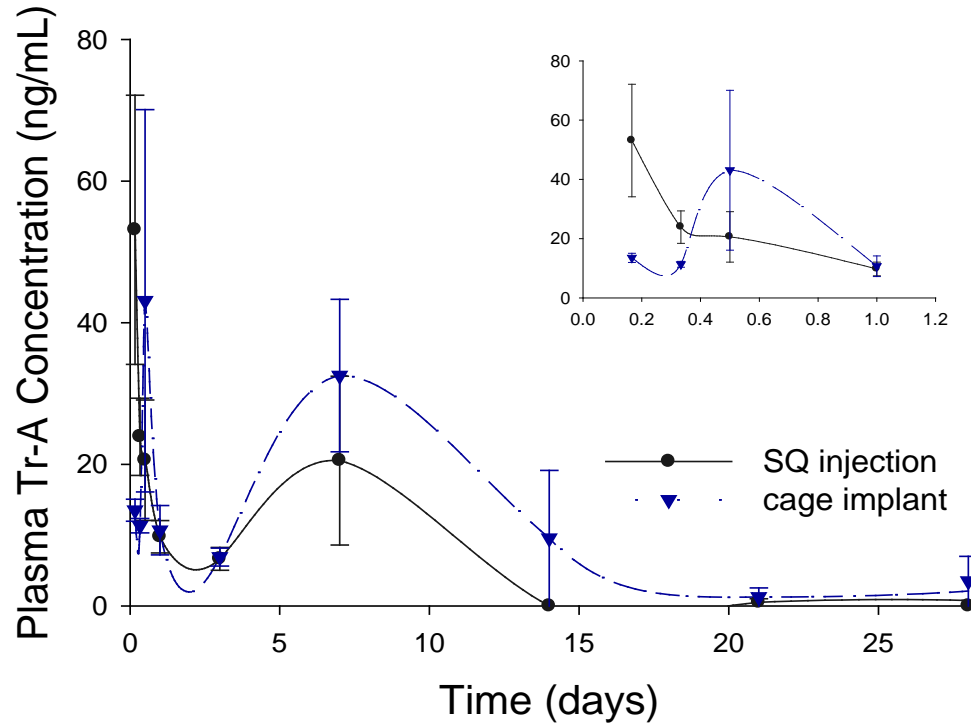 Plasma Tr-A Concentration (ng/mL)
80
60
40
20
0
0 5 10 15 20 25
Time (days)
80
60
40
20
0
0.0 0.2 0.4 0.6 0.8 1.0 1.2
SQ injection
cage implant